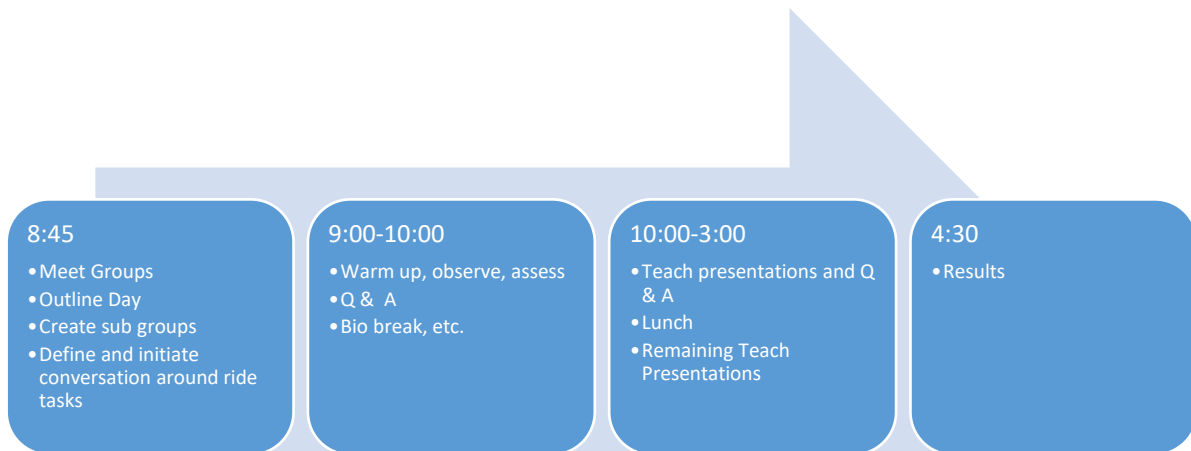 8:45
•Meet Groups
•Outline Day
•Create sub groups
•Define and initiate
conversation around ride
tasks
9:00-10:00
•Warm up, observe, assess
•Q &  A
•Bio break, etc.
10:00-3:00
•Teach presentations and Q
& A
•Lunch
•Remaining Teach
Presentations
4:30
•Results